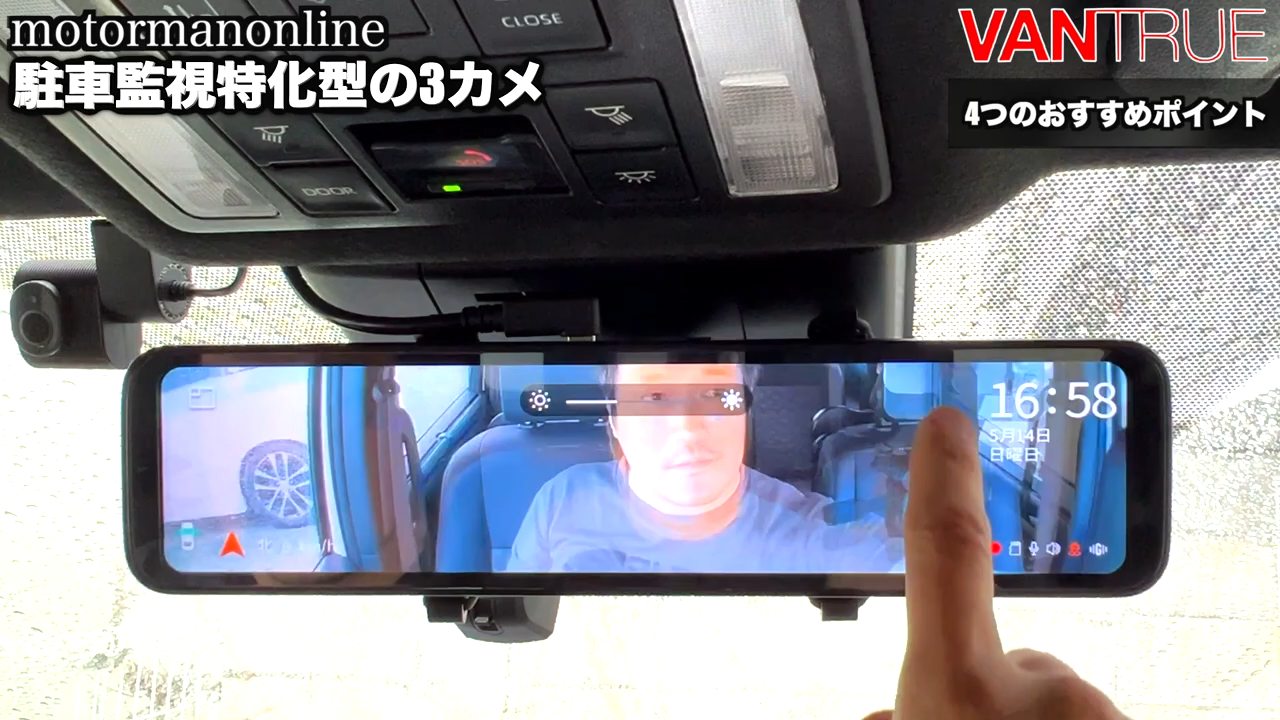 motormanonline
駐車監視特化型の3カメ
VANTRUE
4つのおすすめポイント
CLOSE
DOOR
16:58
5月14日
日曜日